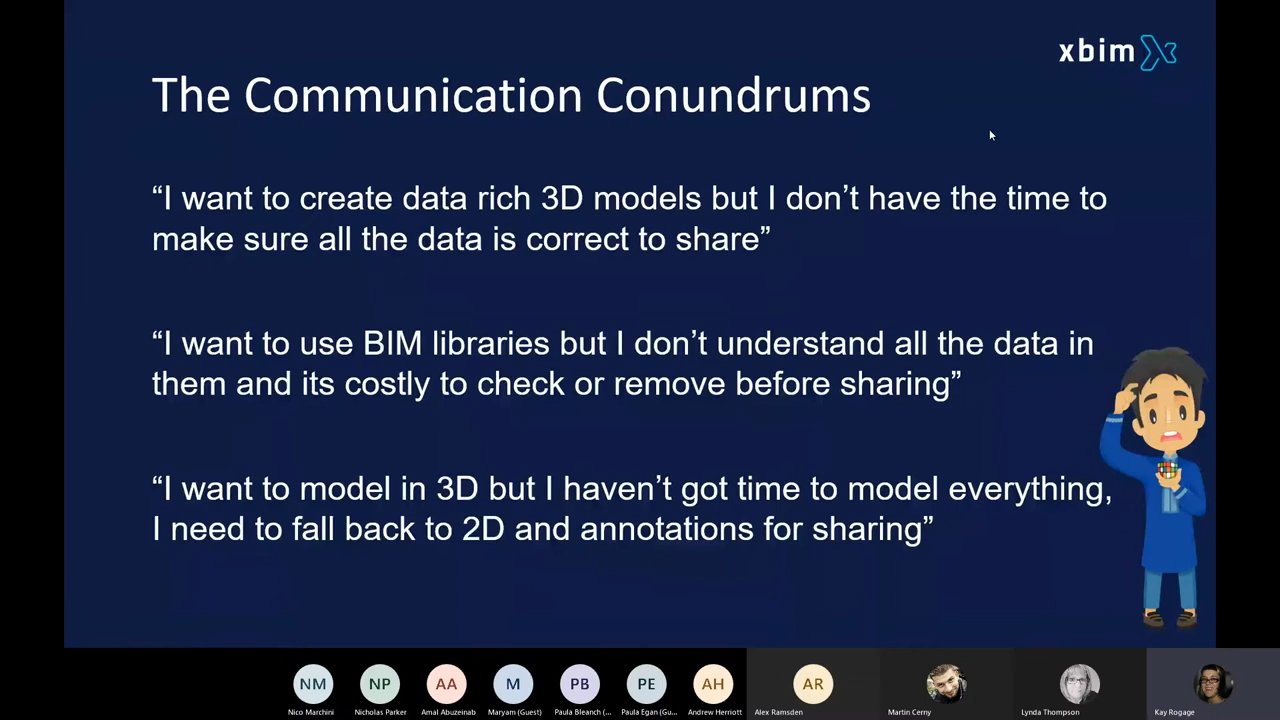 xbim
The Communication Conundrums
“I want to create data rich 3D models but I don’t have the time to
make sure all the data is correct to share”
“I want to use BIM libraries but I don’t understand all the data in
them and its costly to check or remove before sharing”
“I want to model in 3D but I haven’t got time to model everything,
I need to fall back to 2D and annotations for sharing”
NM NP AA M PB PE AH AR
Nico Marchini Nicholas Parker Amal Abuzeinab Maryam (Guest) Paula Bleanch (... Paula Egan (Gu... Andrew Herriott Alex Ramsden Martin Cerny Lynda Thompson Kay Rogage